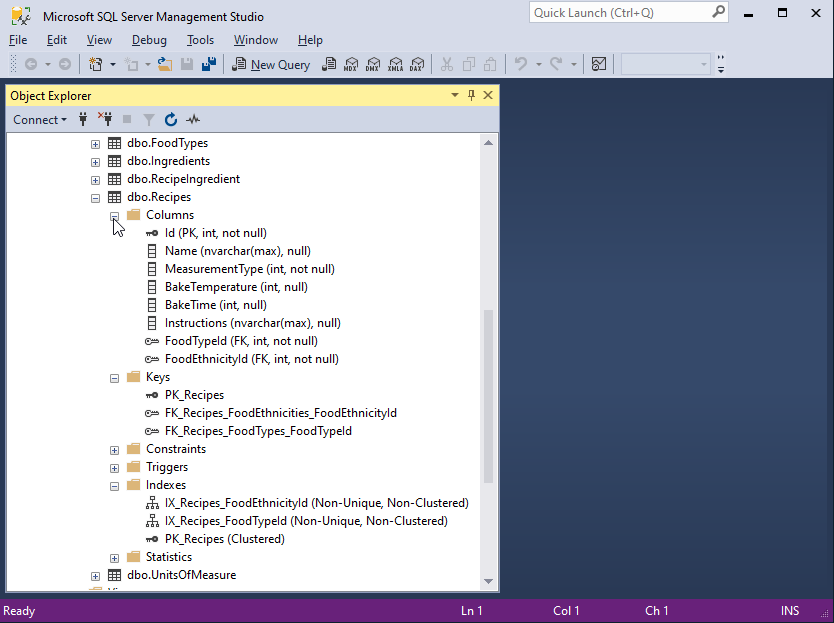 Microsoft SQL Server Management Studio
Quick Launch (Ctrl+Q)
File Edit View Debug Tools Window Help
New Query MDX DMX XMLA DAX
Object Explorer
Connect
dbo.FoodTypes
dbo.Ingredients
dbo.RecipeIngredient
dbo.Recipes
Columns
Id (PK, int, not null)
Name (nvarchar(max), null)
MeasurementType (int, not null)
BakeTemperature (int, null)
BakeTime (int, null)
Instructions (nvarchar(max), null)
FoodTypeId (FK, int, not null)
FoodEthnicityId (FK, int, not null)
Keys
PK_Recipes
FK_Recipes_FoodEthnicities_FoodEthnicityId
FK_Recipes_FoodTypes_FoodTypeId
Constraints
Triggers
Indexes
IX_Recipes_FoodEthnicityId (Non-Unique, Non-Clustered)
IX_Recipes_FoodTypeId (Non-Unique, Non-Clustered)
PK_Recipes (Clustered)
Statistics
dbo.UnitsOfMeasure
Ready Ln 1 Col 1 Ch 1 INS